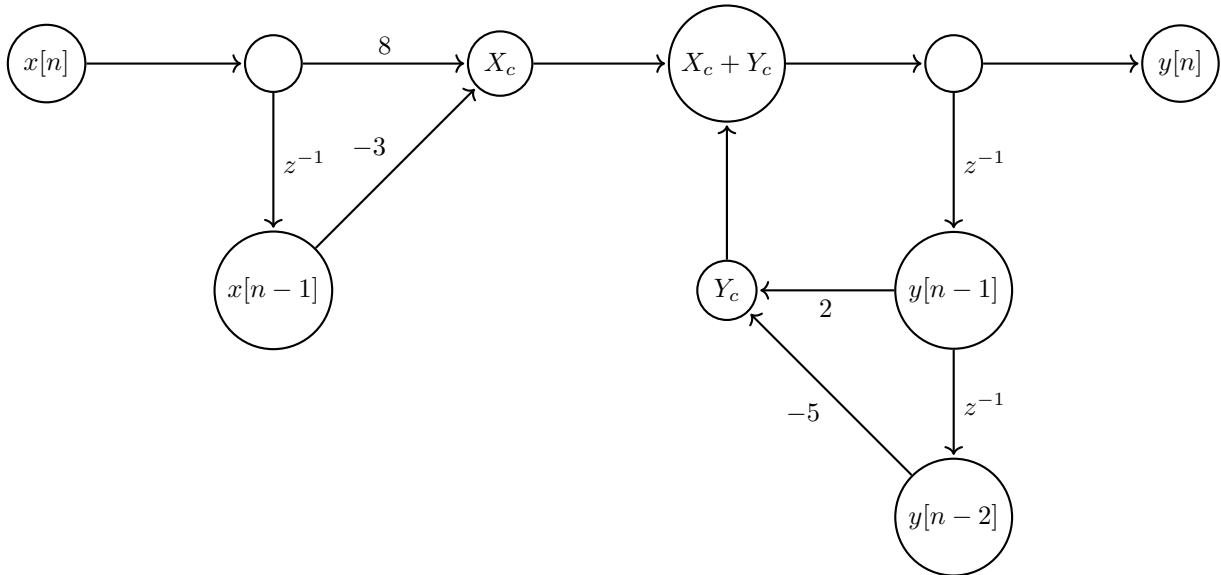 8
x[n]
X_c
X_c + Y_c
y[n]
−3
z^{-1}
z^{-1}
x[n − 1]
Y_c
y[n − 1]
2
z^{-1}
−5
y[n − 2]